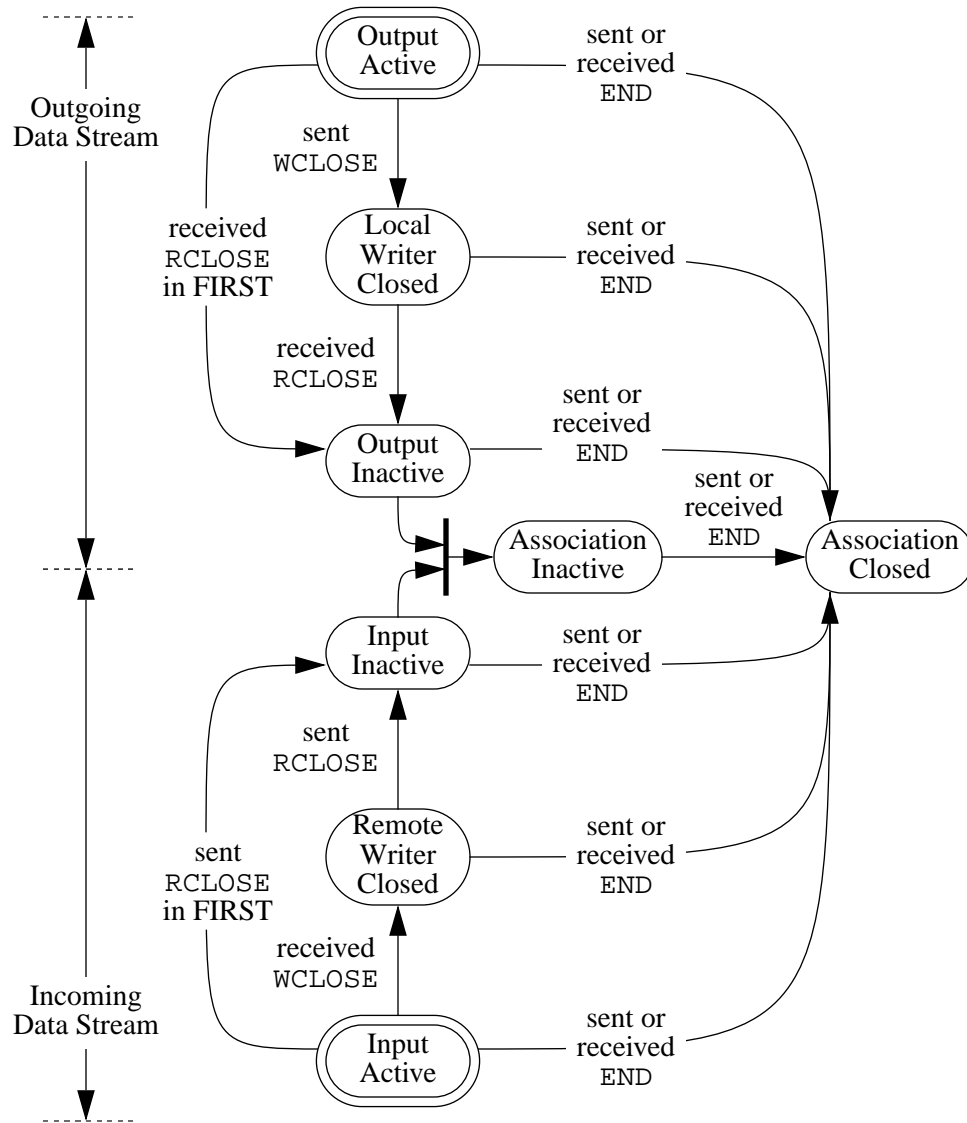 Output
Active
sent or
received
END
Outgoing
Data Stream
sent
WCLOSE
received
RCLOSE
in FIRST
Local
Writer
Closed
sent or
received
END
received
RCLOSE
Output
Inactive
sent or
received
END
sent or
received
END
Association
Inactive
Association
Closed
Input
Inactive
sent or
received
END
sent
RCLOSE
sent
RCLOSE
in FIRST
Remote
Writer
Closed
sent or
received
END
received
WCLOSE
Incoming
Data Stream
Input
Active
sent or
received
END